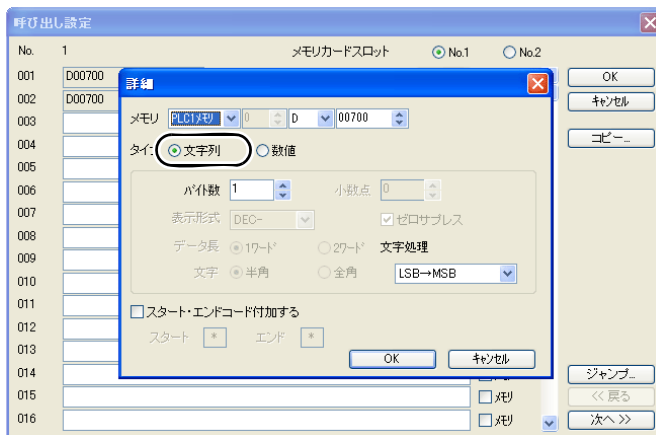 呼び出し設定
No. 1 メモリカードスロット No.1 No.2
001 D00700
002 D00700
003
004
005
006
007
008
009
010
011
012
013
014
015 メモリ
016 メモリ
OK
キャンセル
コピー...
ジャンプ...
<< 戻る
次へ >>
詳細
メモリ PLC1メモリ 0 D 00700
タイ: 文字列 数値
バイト数 1 小数点 0
表示形式 DEC- ゼロサプレス
データ長 1ワード 2ワード 文字処理
文字 半角 全角 LSB→MSB
スタート・エンドコード付加する
スタート * エンド *
OK キャンセル